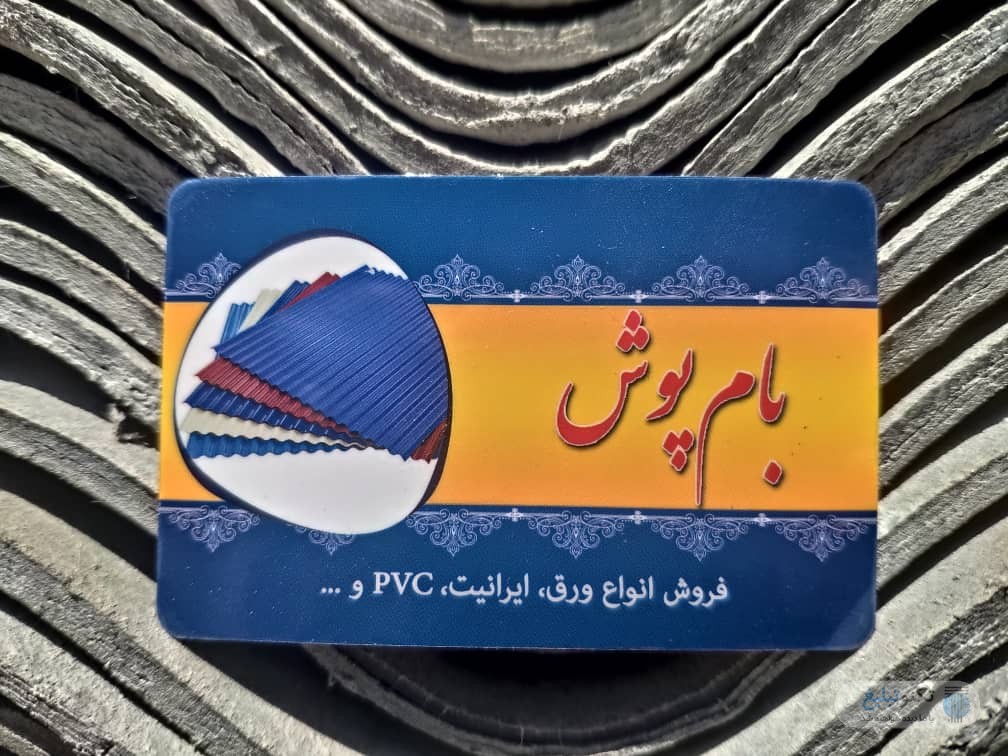 بام پوش
فروش انواع ورق، ایرانیت، PVC و ...